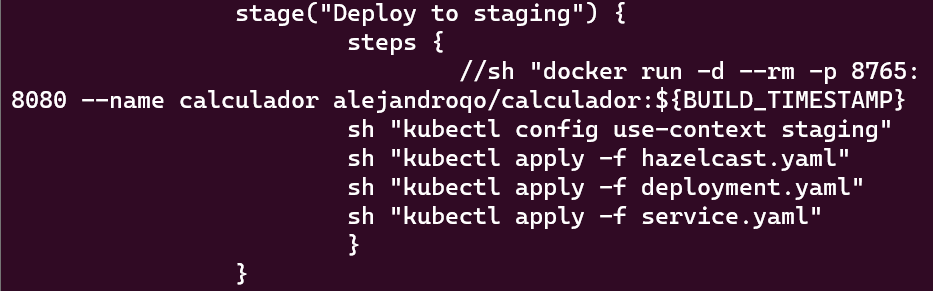 stage("Deploy to staging") {
steps {
//sh "docker run -d --rm -p 8765:
8080 --name calculador alejandroqo/calculador:${BUILD_TIMESTAMP}
sh "kubectl config use-context staging"
sh "kubectl apply -f hazelcast.yaml"
sh "kubectl apply -f deployment.yaml"
sh "kubectl apply -f service.yaml"
}
}